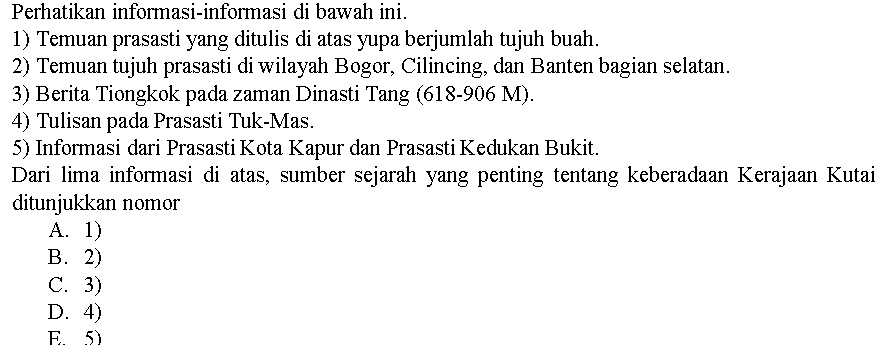 Perhatikan informasi-informasi di bawah ini.
1) Temuan prasasti yang ditulis di atas yupa berjumlah tujuh buah.
2) Temuan tujuh prasasti di wilayah Bogor, Cilincing, dan Banten bagian selatan.
3) Berita Tiongkok pada zaman Dinasti Tang (618-906 M).
4) Tulisan pada Prasasti Tuk-Mas.
5) Informasi dari Prasasti Kota Kapur dan Prasasti Kedukan Bukit.
Dari lima informasi di atas, sumber sejarah yang penting tentang keberadaan Kerajaan Kutai
ditunjukkan nomor
A. 1)
B. 2)
C. 3)
D. 4)
E. 5)